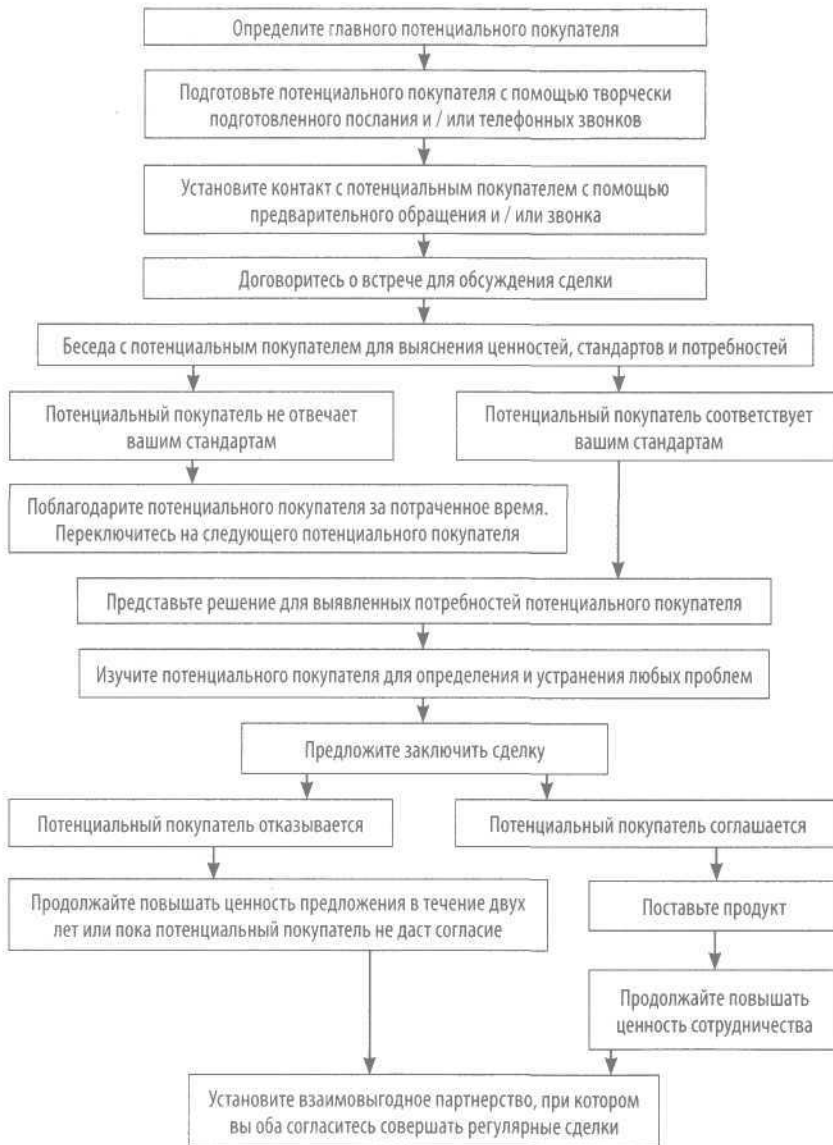 Определите главного потенциального покупателя
Подготовьте потенциального покупателя с помощью творчески
подготовленного послания и / или телефонных звонков
Установите контакт с потенциальным покупателем с помощью
предварительного обращения и / или звонка
Договоритесь о встрече для обсуждения сделки
Беседа с потенциальным покупателем для выяснения ценностей, стандартов и потребностей
Потенциальный покупатель не отвечает
вашим стандартам
Потенциальный покупатель соответствует
вашим стандартам
Поблагодарите потенциального покупателя за потраченное время.
Переключитесь на следующего потенциального покупателя
Представьте решение для выявленных потребностей потенциального покупателя
Изучите потенциального покупателя для определения и устранения любых проблем
Предложите заключить сделку
Потенциальный покупатель отказывается
Потенциальный покупатель соглашается
Продолжайте повышать ценность предложения в течение двух
лет или пока потенциальный покупатель не даст согласие
Поставьте продукт
Продолжайте повышать
ценность сотрудничества
Установите взаимовыгодное партнерство, при котором
вы оба согласитесь совершать регулярные сделки